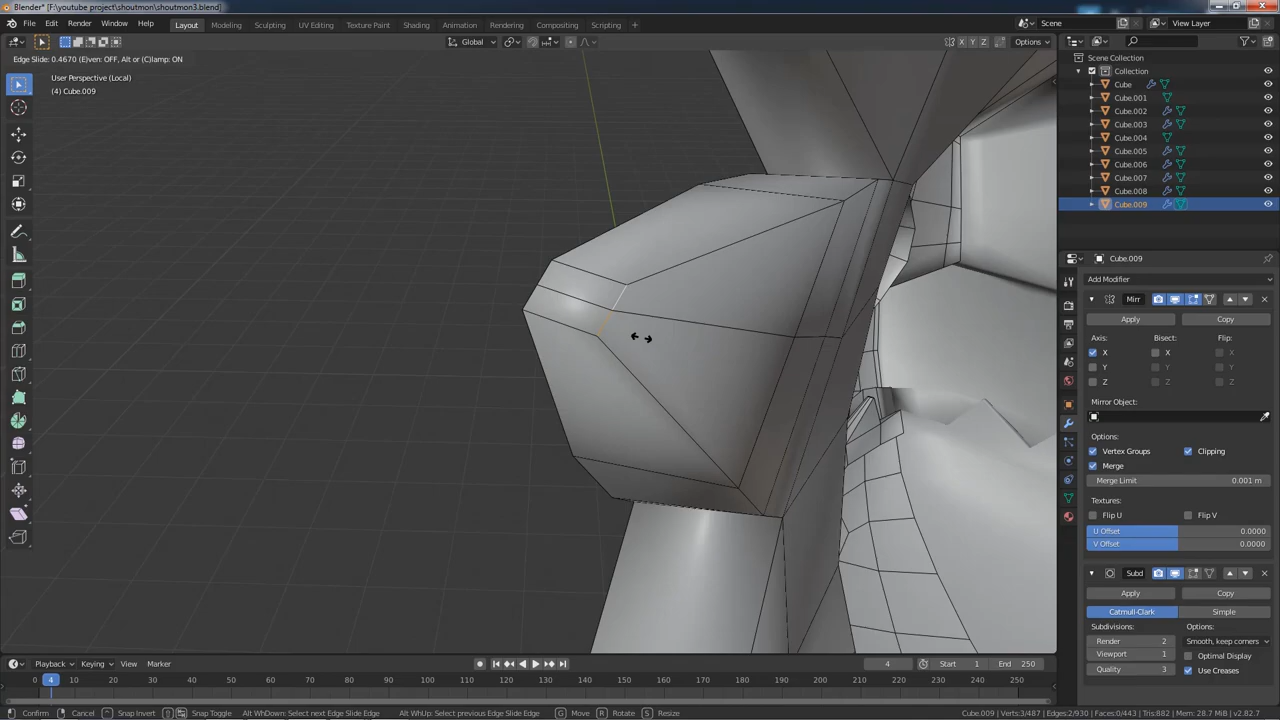 Blender* [F:\youtube project\shoutmon\shoutmon3.blend]
File Edit Render Window Help Layout Modeling Sculpting UV Editing Texture Paint Shading Animation Rendering Compositing Scripting + Scene View Layer
Global X Y Z Options
Edge Slide: 0.4670 (E)ven: OFF, Alt or (C)lamp: ON
User Perspective (Local)
(4) Cube.009
Scene Collection
Collection
Cube
Cube.001
Cube.002
Cube.003
Cube.004
Cube.005
Cube.006
Cube.007
Cube.008
Cube.009
Cube.009
Add Modifier
Mirr
Apply Copy
Axis: Bisect: Flip:
X X X
Y Y Y
Z Z Z
Mirror Object:
Options:
Vertex Groups Clipping
Merge
Merge Limit 0.001 m
Textures:
Flip U Flip V
U Offset 0.0000
V Offset 0.0000
Subd
Apply Copy
Catmull-Clark Simple
Subdivisions: Options:
Render 2 Smooth, keep corners
Viewport 1 Optimal Display
Quality 3 Use Creases
Playback Keying View Marker 4 Start 1 End 250
0 4 10 20 30 40 50 60 70 80 90 100 110 120 130 140 150 160 170 180 190 200 210 220 230 240 250
Confirm Cancel Snap Invert Snap Toggle Alt WhDown: Select next Edge Slide Edge Alt WhUp: Select previous Edge Slide Edge G Move R Rotate S Resize Cube.009 | Verts:3/487 | Edges:2/930 | Faces:0/443 | Tris:882 | Mem: 28.7 MiB | v2.82.7